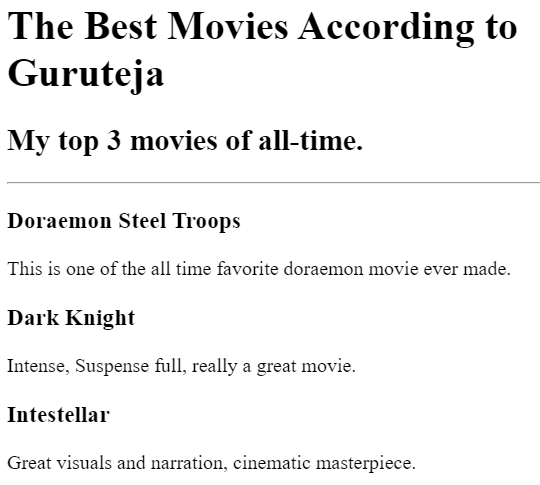 The Best Movies According to
Guruteja
My top 3 movies of all-time.
Doraemon Steel Troops
This is one of the all time favorite doraemon movie ever made.
Dark Knight
Intense, Suspense full, really a great movie.
Intestellar
Great visuals and narration, cinematic masterpiece.